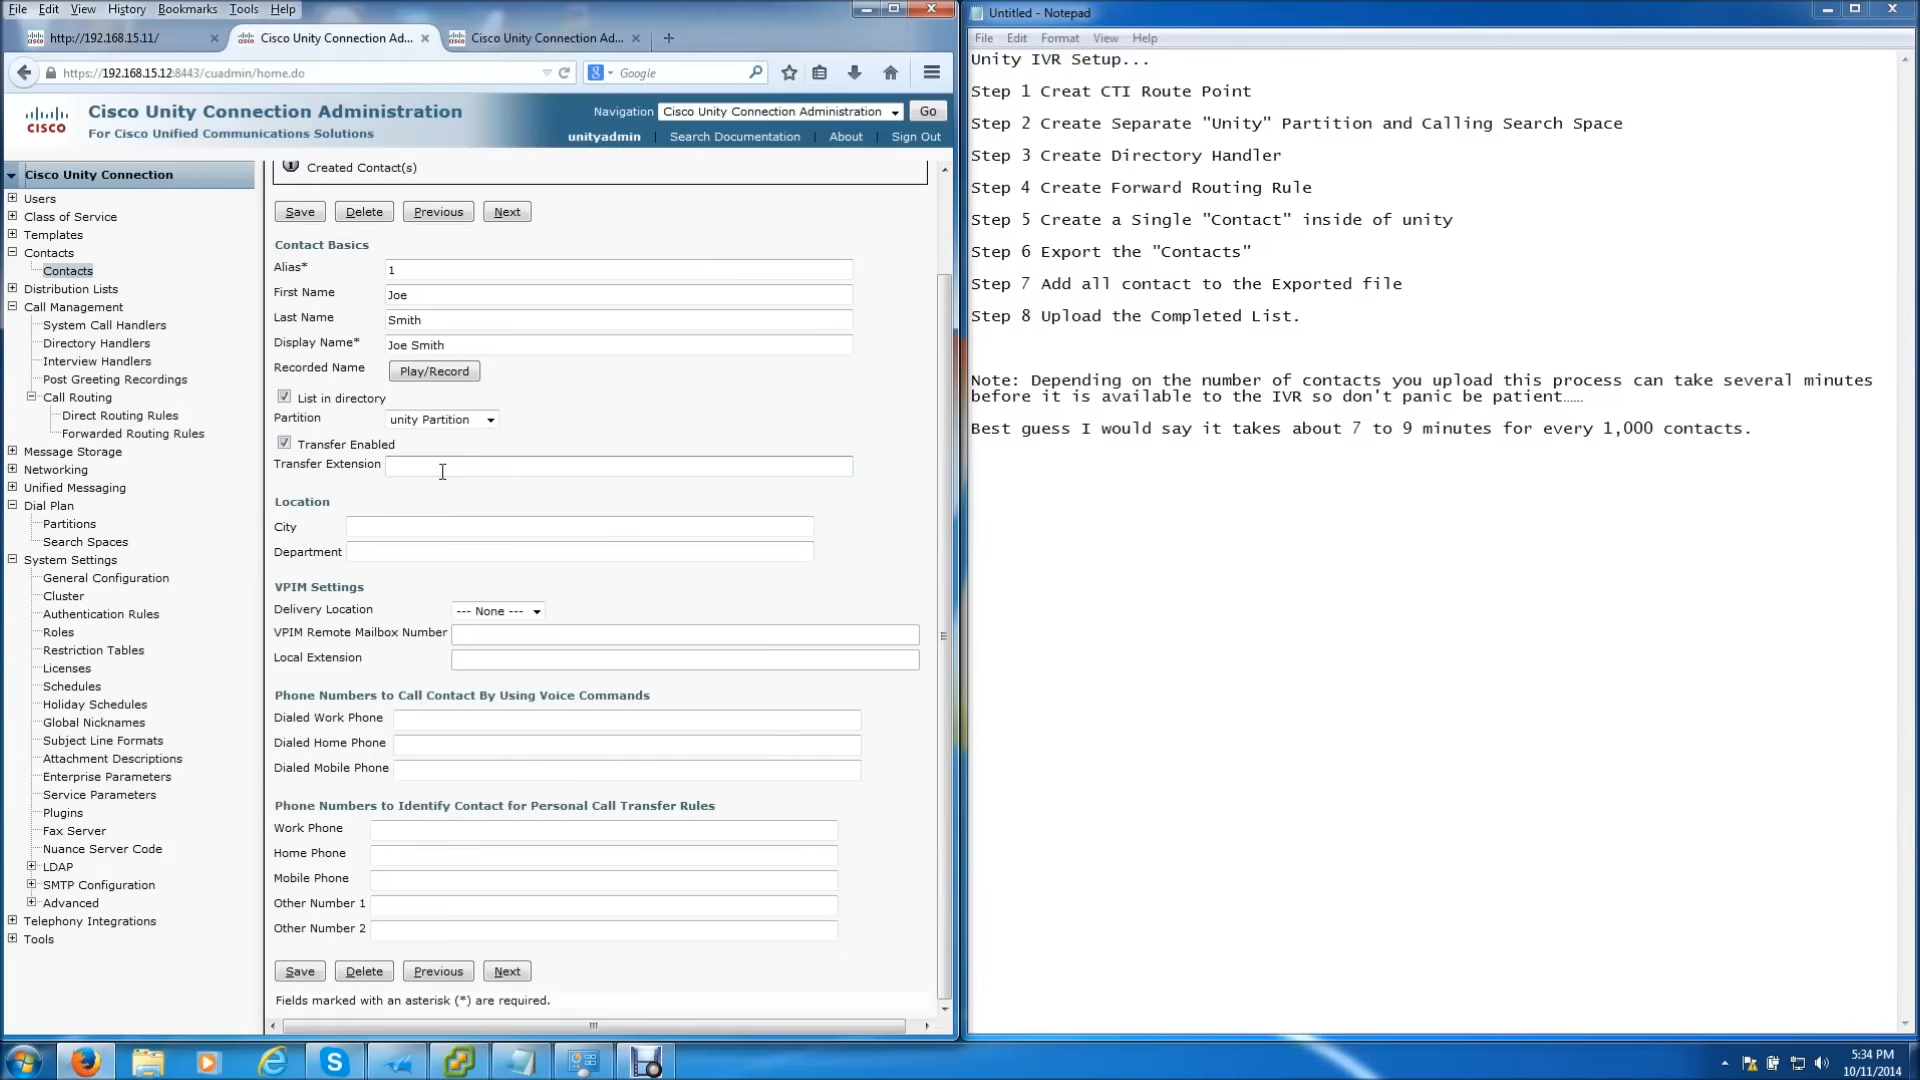 File Edit View History Bookmarks Tools Help
http://192.168.15.11/
Cisco Unity Connection Ad...
Cisco Unity Connection Ad...
https://192.168.15.12:8443/cuadmin/home.do
Google
CISCO
Cisco Unity Connection Administration
For Cisco Unified Communications Solutions
Navigation Cisco Unity Connection Administration Go
unityadmin Search Documentation About Sign Out
Cisco Unity Connection
Users
Class of Service
Templates
Contacts
Contacts
Distribution Lists
Call Management
System Call Handlers
Directory Handlers
Interview Handlers
Post Greeting Recordings
Call Routing
Direct Routing Rules
Forwarded Routing Rules
Message Storage
Networking
Unified Messaging
Dial Plan
Partitions
Search Spaces
System Settings
General Configuration
Cluster
Authentication Rules
Roles
Restriction Tables
Licenses
Schedules
Holiday Schedules
Global Nicknames
Subject Line Formats
Attachment Descriptions
Enterprise Parameters
Service Parameters
Plugins
Fax Server
Nuance Server Code
LDAP
SMTP Configuration
Advanced
Telephony Integrations
Tools
Created Contact(s)
Save Delete Previous Next
Contact Basics
Alias* 1
First Name Joe
Last Name Smith
Display Name* Joe Smith
Recorded Name Play/Record
List in directory
Partition unity Partition
Transfer Enabled
Transfer Extension
Location
City
Department
VPIM Settings
Delivery Location --- None ---
VPIM Remote Mailbox Number
Local Extension
Phone Numbers to Call Contact By Using Voice Commands
Dialed Work Phone
Dialed Home Phone
Dialed Mobile Phone
Phone Numbers to Identify Contact for Personal Call Transfer Rules
Work Phone
Home Phone
Mobile Phone
Other Number 1
Other Number 2
Save Delete Previous Next
Fields marked with an asterisk (*) are required.
Untitled - Notepad
File Edit Format View Help
Unity IVR Setup...
Step 1 Creat CTI Route Point
Step 2 Create Separate "Unity" Partition and Calling Search Space
Step 3 Create Directory Handler
Step 4 Create Forward Routing Rule
Step 5 Create a Single "Contact" inside of unity
Step 6 Export the "Contacts"
Step 7 Add all contact to the Exported file
Step 8 Upload the Completed List.
Note: Depending on the number of contacts you upload this process can take several minutes
before it is available to the IVR so don't panic be patient……
Best guess I would say it takes about 7 to 9 minutes for every 1,000 contacts.
5:34 PM
10/11/2014